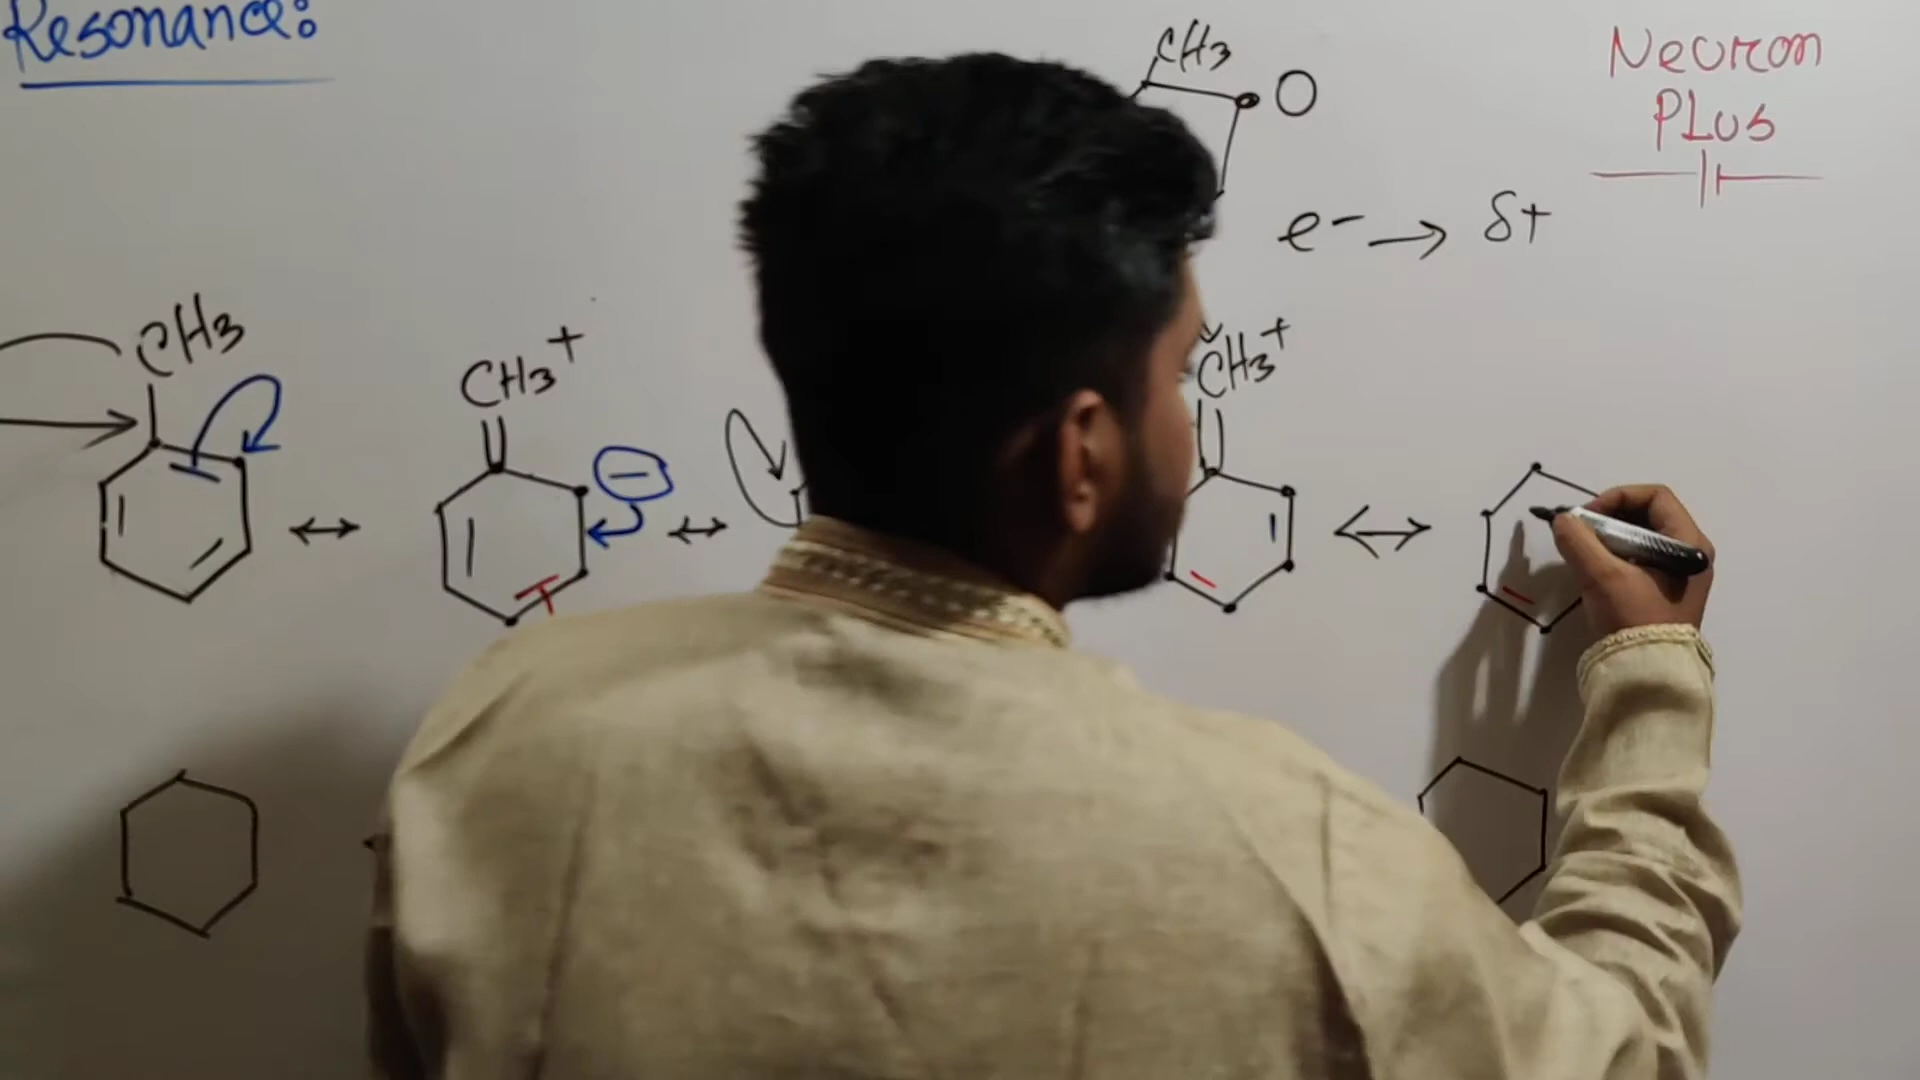 Resonance:
CH3
O
Neuron
PLUS
e- → δ+
CH3
CH3+
CH3+